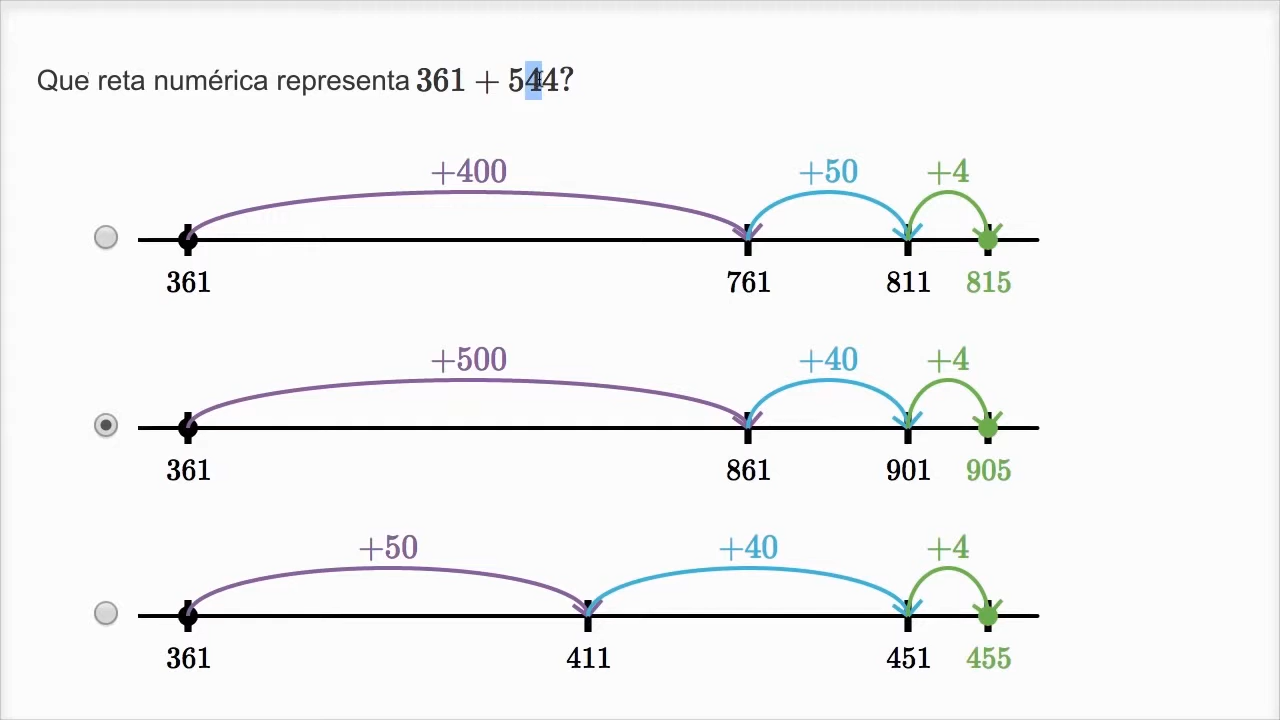 Que reta numérica representa 361 + 544?
+400 +50 +4
361 761 811 815
+500 +40 +4
361 861 901 905
+50 +40 +4
361 411 451 455